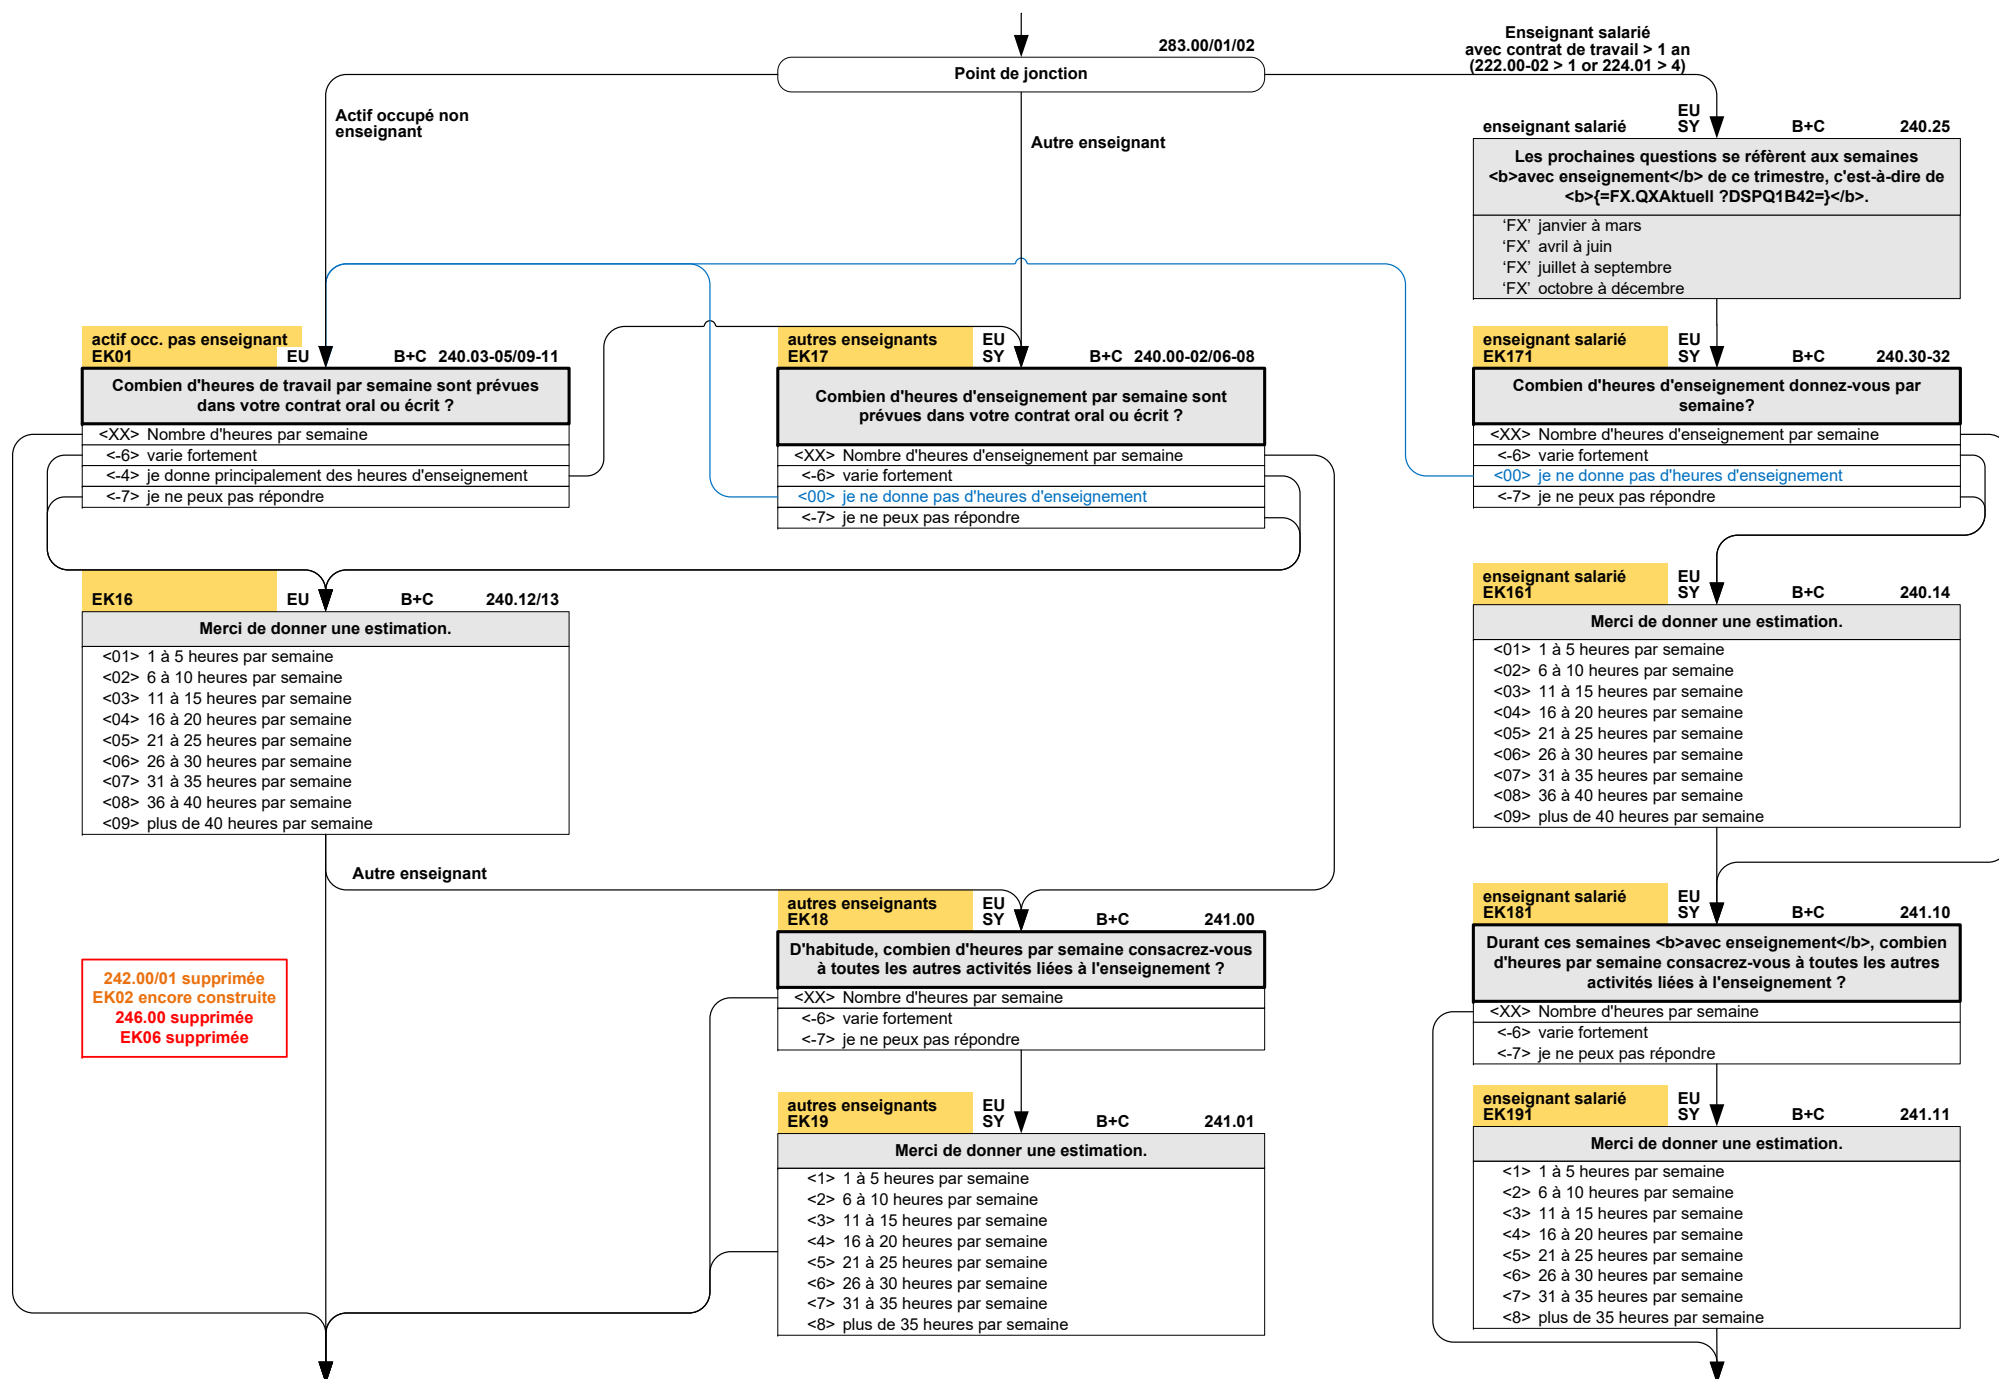 283.00/01/02
Point de jonction
Enseignant salarié
avec contrat de travail > 1 an
(222.00-02 > 1 or 224.01 > 4)
Actif occupé non
enseignant
Autre enseignant
enseignant salarié EU SY B+C 240.25
Les prochaines questions se réfèrent aux semaines
<b>avec enseignement</b> de ce trimestre, c'est-à-dire de
<b>{=FX.QXAktuell ?DSPQ1B42=}</b>.
‘FX’ janvier à mars
‘FX’ avril à juin
‘FX’ juillet à septembre
‘FX’ octobre à décembre
actif occ. pas enseignant
EK01 EU B+C 240.03-05/09-11
Combien d'heures de travail par semaine sont prévues
dans votre contrat oral ou écrit ?
<XX> Nombre d'heures par semaine
<-6> varie fortement
<-4> je donne principalement des heures d'enseignement
<-7> je ne peux pas répondre
autres enseignants EU
EK17 SY B+C 240.00-02/06-08
Combien d'heures d'enseignement par semaine sont
prévues dans votre contrat oral ou écrit ?
<XX> Nombre d'heures d'enseignement par semaine
<-6> varie fortement
<00> je ne donne pas d'heures d'enseignement
<-7> je ne peux pas répondre
enseignant salarié EU
EK171 SY B+C 240.30-32
Combien d'heures d'enseignement donnez-vous par
semaine?
<XX> Nombre d'heures d'enseignement par semaine
<-6> varie fortement
<00> je ne donne pas d'heures d'enseignement
<-7> je ne peux pas répondre
EK16 EU B+C 240.12/13
Merci de donner une estimation.
<01> 1 à 5 heures par semaine
<02> 6 à 10 heures par semaine
<03> 11 à 15 heures par semaine
<04> 16 à 20 heures par semaine
<05> 21 à 25 heures par semaine
<06> 26 à 30 heures par semaine
<07> 31 à 35 heures par semaine
<08> 36 à 40 heures par semaine
<09> plus de 40 heures par semaine
enseignant salarié EU
EK161 SY B+C 240.14
Merci de donner une estimation.
<01> 1 à 5 heures par semaine
<02> 6 à 10 heures par semaine
<03> 11 à 15 heures par semaine
<04> 16 à 20 heures par semaine
<05> 21 à 25 heures par semaine
<06> 26 à 30 heures par semaine
<07> 31 à 35 heures par semaine
<08> 36 à 40 heures par semaine
<09> plus de 40 heures par semaine
Autre enseignant
242.00/01 supprimée
EK02 encore construite
246.00 supprimée
EK06 supprimée
autres enseignants EU
EK18 SY B+C 241.00
D'habitude, combien d'heures par semaine consacrez-vous
à toutes les autres activités liées à l'enseignement ?
<XX> Nombre d'heures par semaine
<-6> varie fortement
<-7> je ne peux pas répondre
enseignant salarié EU
EK181 SY B+C 241.10
Durant ces semaines <b>avec enseignement</b>, combien
d'heures par semaine consacrez-vous à toutes les autres
activités liées à l'enseignement ?
<XX> Nombre d'heures par semaine
<-6> varie fortement
<-7> je ne peux pas répondre
autres enseignants EU
EK19 SY B+C 241.01
Merci de donner une estimation.
<1> 1 à 5 heures par semaine
<2> 6 à 10 heures par semaine
<3> 11 à 15 heures par semaine
<4> 16 à 20 heures par semaine
<5> 21 à 25 heures par semaine
<6> 26 à 30 heures par semaine
<7> 31 à 35 heures par semaine
<8> plus de 35 heures par semaine
enseignant salarié EU
EK191 SY B+C 241.11
Merci de donner une estimation.
<1> 1 à 5 heures par semaine
<2> 6 à 10 heures par semaine
<3> 11 à 15 heures par semaine
<4> 16 à 20 heures par semaine
<5> 21 à 25 heures par semaine
<6> 26 à 30 heures par semaine
<7> 31 à 35 heures par semaine
<8> plus de 35 heures par semaine